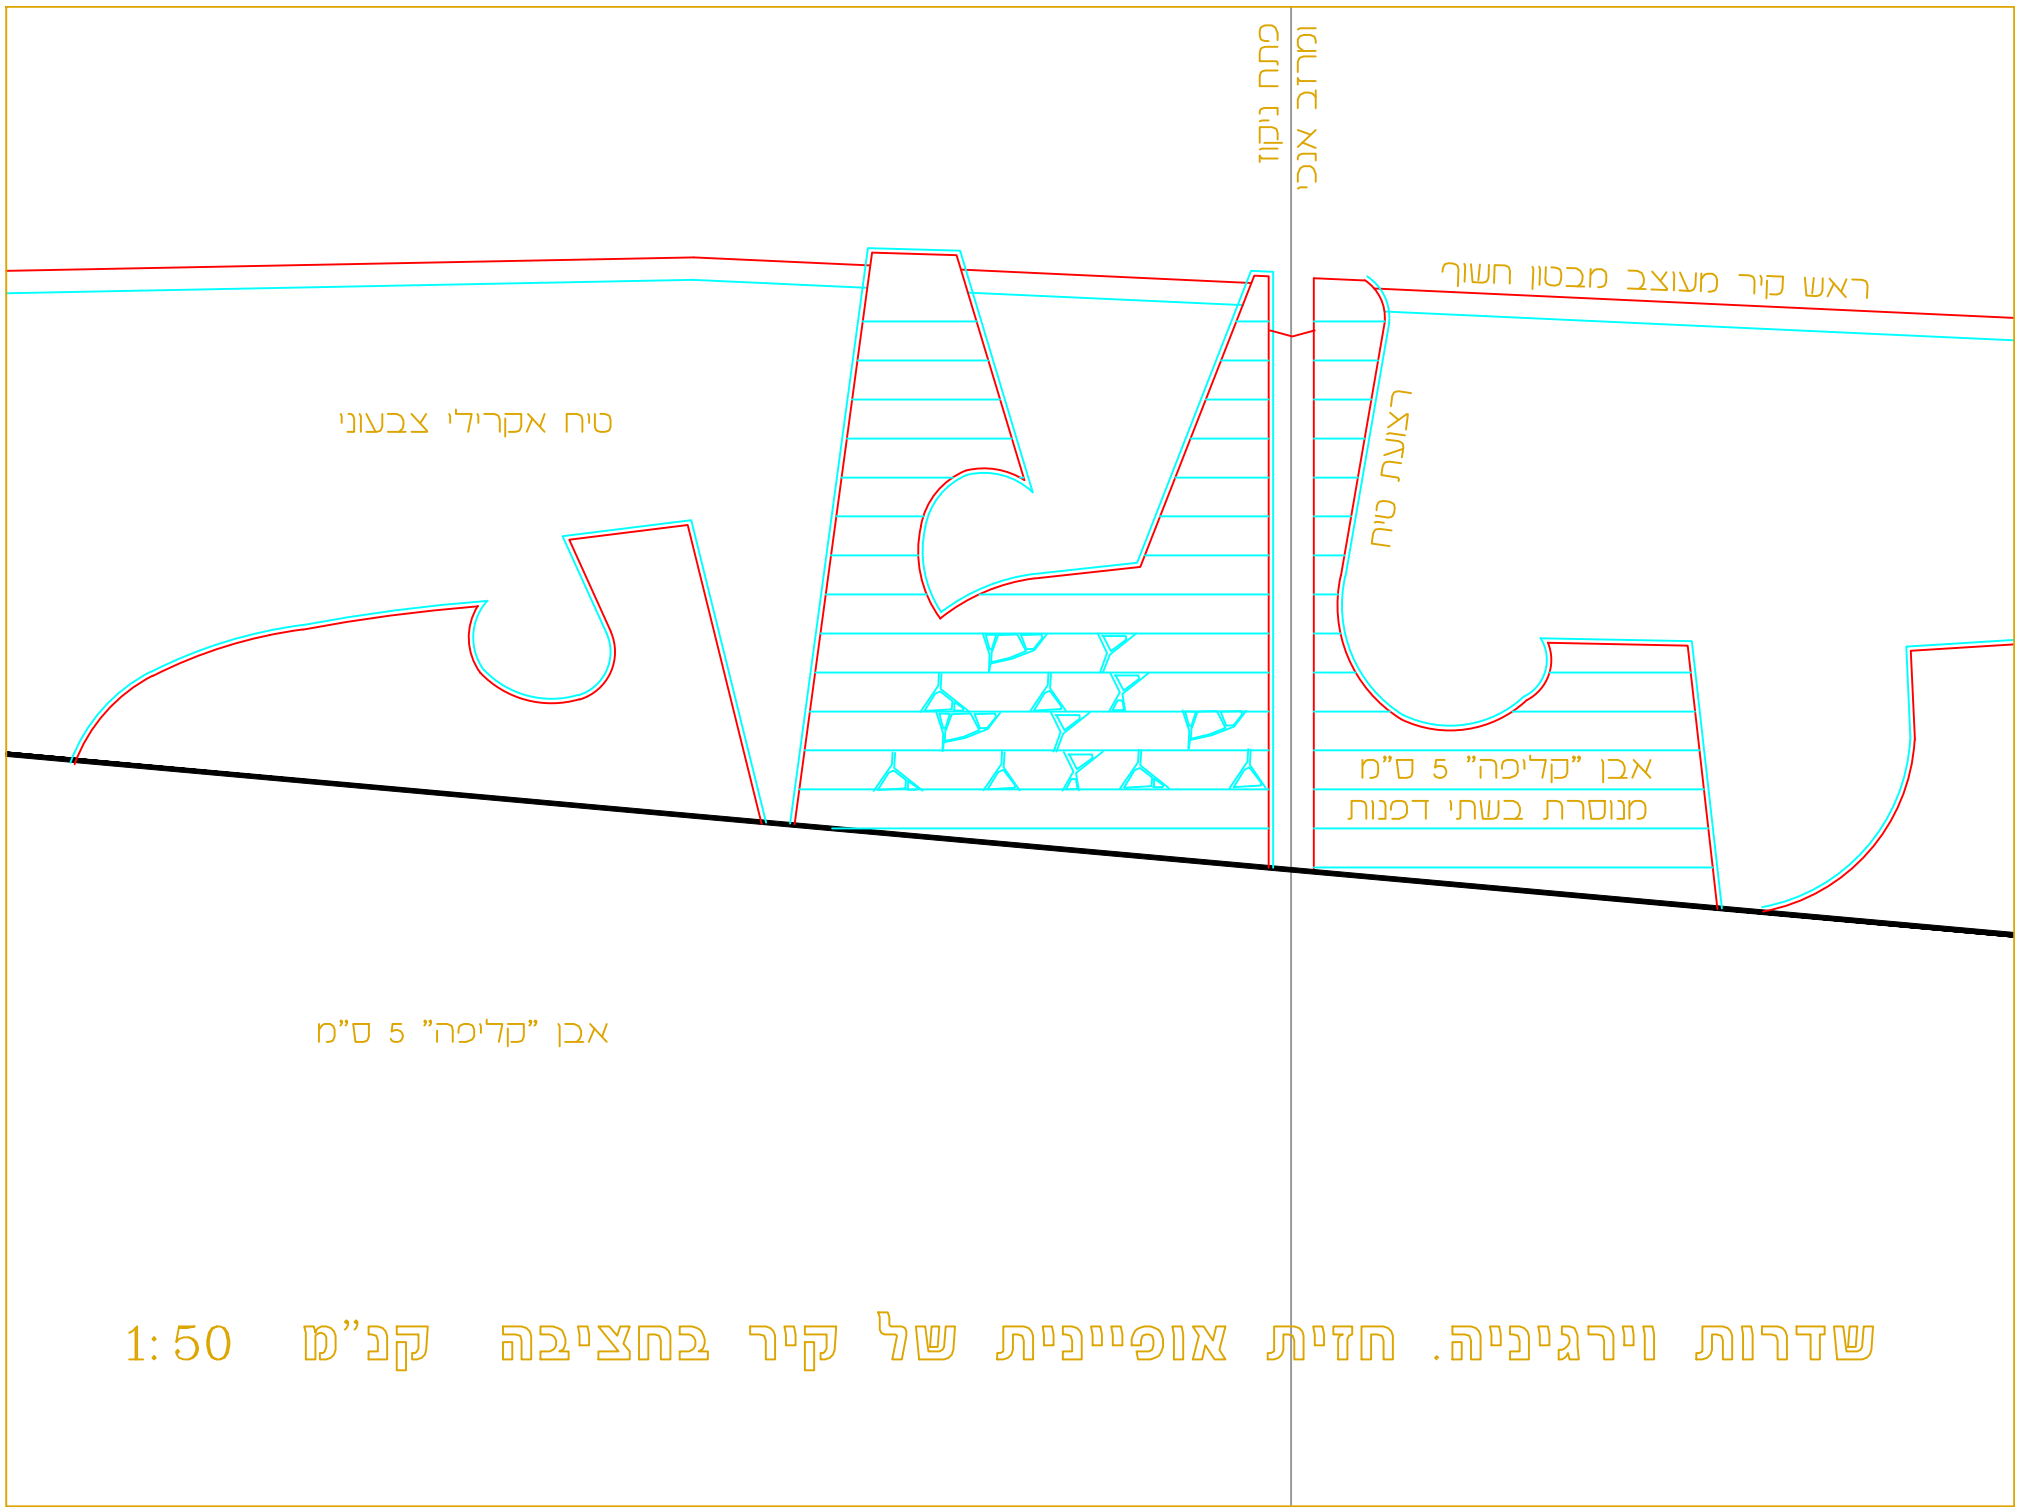 פתח ניקוז
ומרזב אנכי
ראש קיר מעוצב מבטון חשוף
טיח אקרילי צבעוני
רצועת טיח
אבן "קליפה" 5 ס"מ
מנוסרת בשתי דפנות
אבן "קליפה" 5 ס"מ
שדרות וירגיניה. חזית אופיינית של קיר בחציבה קנ"מ 1:50